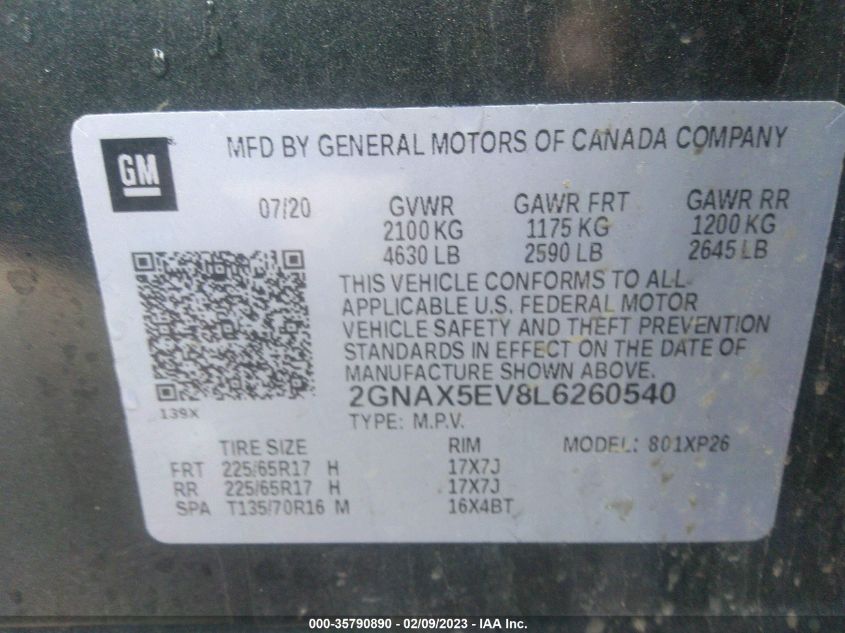 GM
MFD BY GENERAL MOTORS OF CANADA COMPANY
07/20 GVWR GAWR FRT GAWR RR
2100 KG 1175 KG 1200 KG
4630 LB 2590 LB 2645 LB
THIS VEHICLE CONFORMS TO ALL
APPLICABLE U.S. FEDERAL MOTOR
VEHICLE SAFETY AND THEFT PREVENTION
STANDARDS IN EFFECT ON THE DATE OF
MANUFACTURE SHOWN ABOVE.
139X
2GNAX5EV8L6260540
TYPE: M.P.V.
TIRE SIZE RIM MODEL: 801XP26
FRT 225/65R17 H 17X7J
RR 225/65R17 H 17X7J
SPA T135/70R16 M 16X4BT
000-35790890 - 02/09/2023 - IAA Inc.